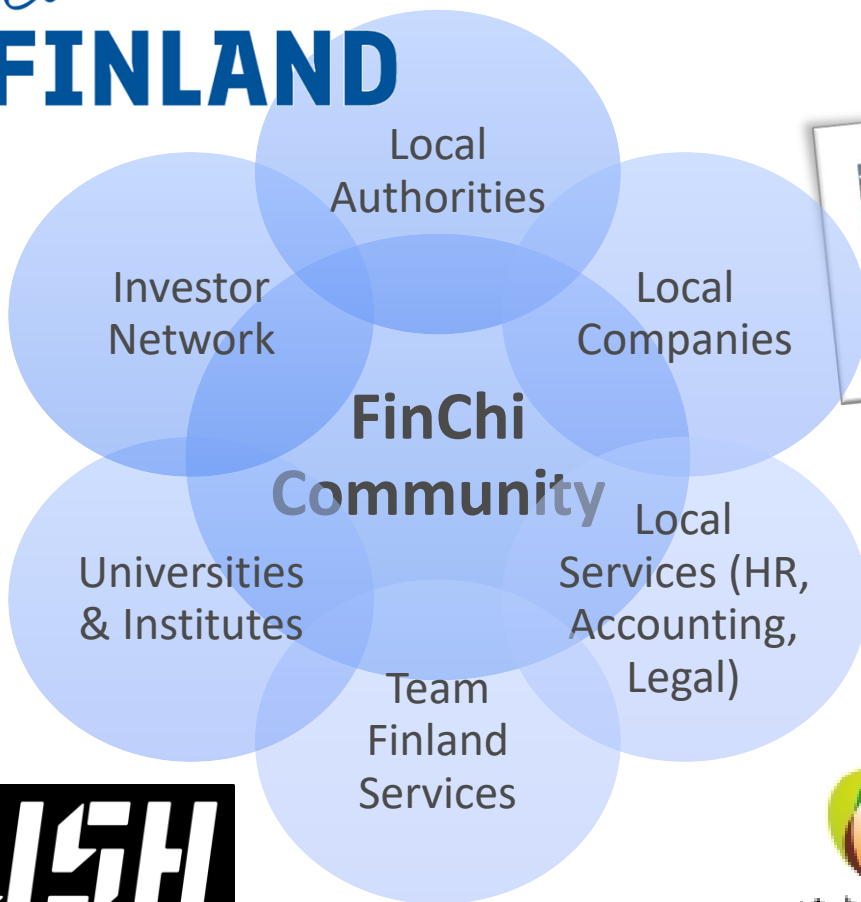 FINLAND
Local
Authorities
Investor
Network
Local
Companies
FinChi
Community
Local
Services (HR,
Accounting,
Legal)
Universities
& Institutes
Team
Finland
Services